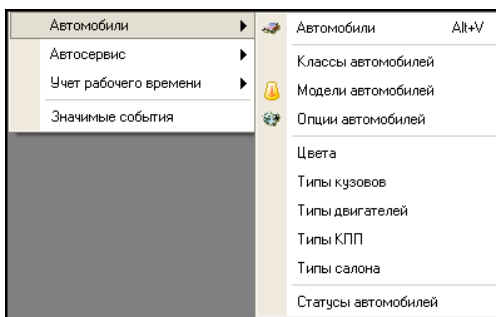 Автомобили
Автосервис
Учет рабочего времени
Значимые события
Автомобили Alt+V
Классы автомобилей
Модели автомобилей
Опции автомобилей
Цвета
Типы кузовов
Типы двигателей
Типы КПП
Типы салона
Статусы автомобилей